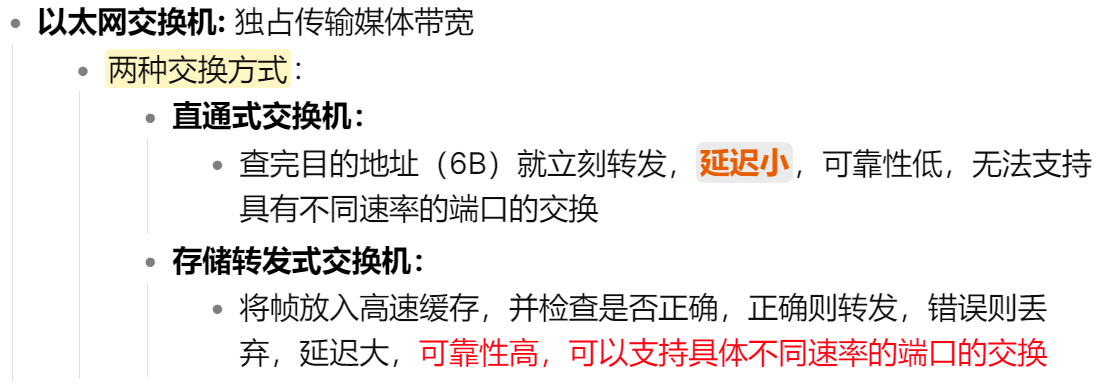 以太网交换机: 独占传输媒体带宽
两种交换方式：
直通式交换机：
查完目的地址（6B）就立刻转发，延迟小，可靠性低，无法支持
具有不同速率的端口的交换
存储转发式交换机：
将帧放入高速缓存，并检查是否正确，正确则转发，错误则丢
弃，延迟大，可靠性高，可以支持具体不同速率的端口的交换